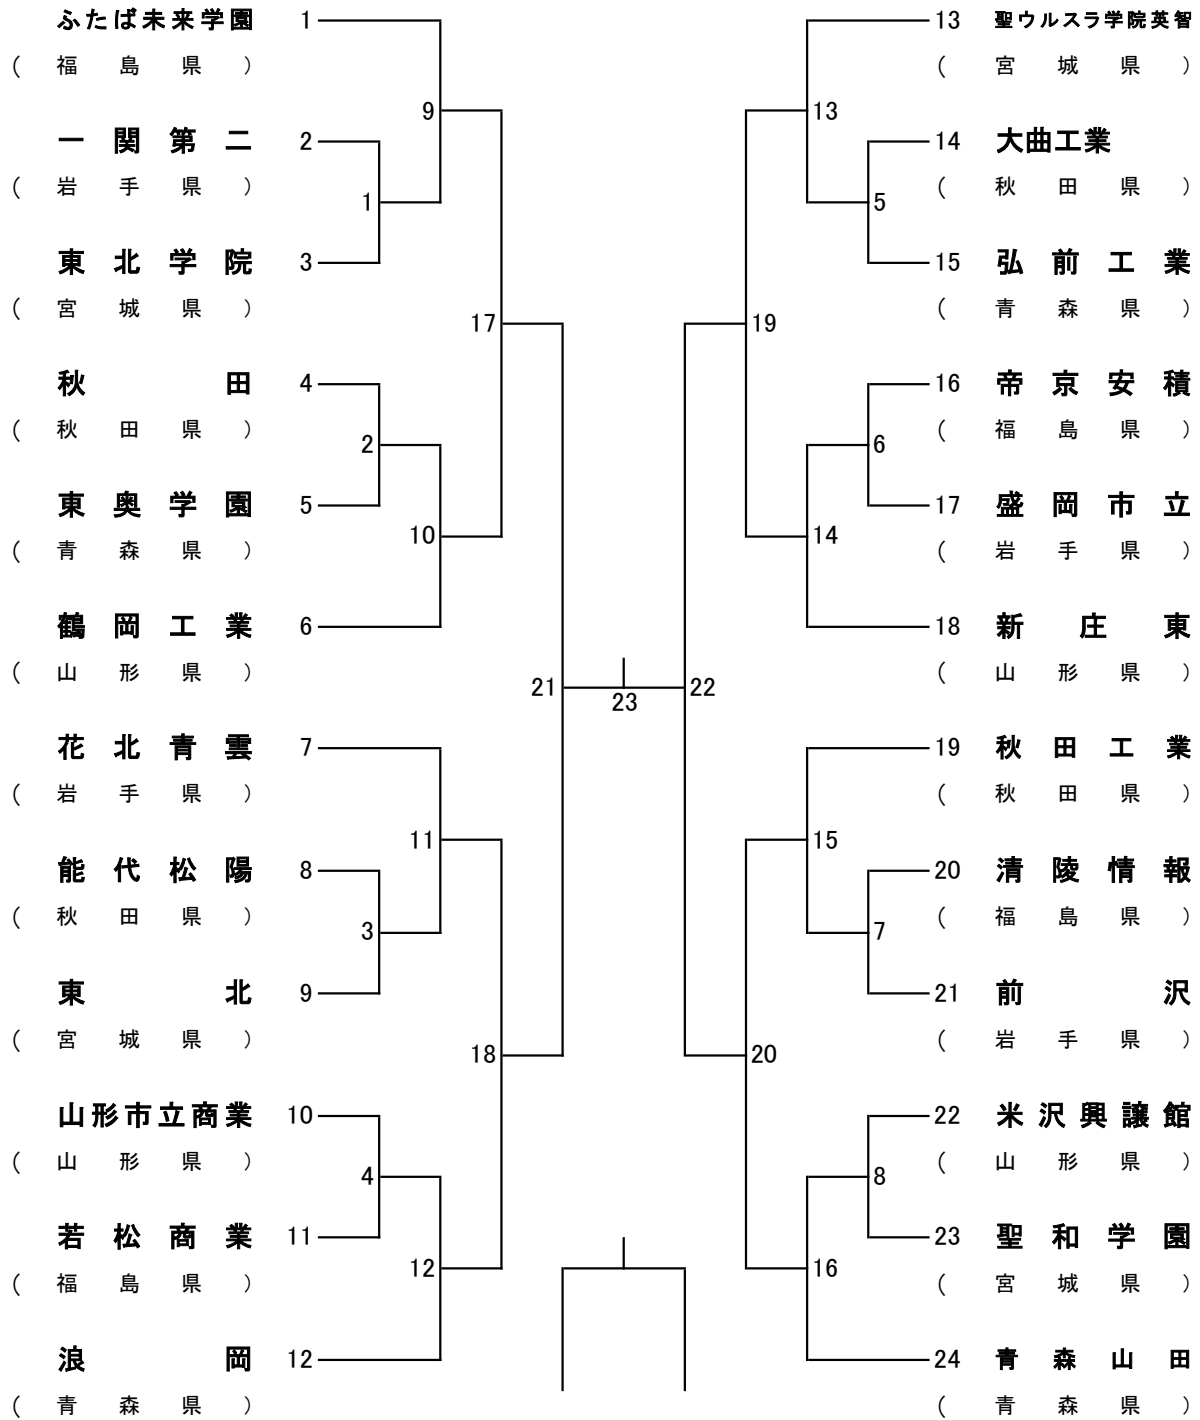 ふたば未来学園 1
( 福島県 )
9
一関第二 2
( 岩手県 )
1
東北学院 3
( 宮城県 )
17
秋田 4
( 秋田県 )
2
東奥学園 5
( 青森県 )
10
鶴岡工業 6
( 山形県 )
21
花北青雲 7
( 岩手県 )
11
能代松陽 8
( 秋田県 )
3
東北 9
( 宮城県 )
18
山形市立商業 10
( 山形県 )
4
若松商業 11
( 福島県 )
12
浪岡 12
( 青森県 )
23
13 聖ウルスラ学院英智
( 宮城県 )
13
14 大曲工業
( 秋田県 )
5
15 弘前工業
( 青森県 )
19
16 帝京安積
( 福島県 )
6
17 盛岡市立
( 岩手県 )
14
18 新庄東
( 山形県 )
22
19 秋田工業
( 秋田県 )
15
20 清陵情報
( 福島県 )
7
21 前沢
( 岩手県 )
20
22 米沢興譲館
( 山形県 )
8
23 聖和学園
( 宮城県 )
16
24 青森山田
( 青森県 )